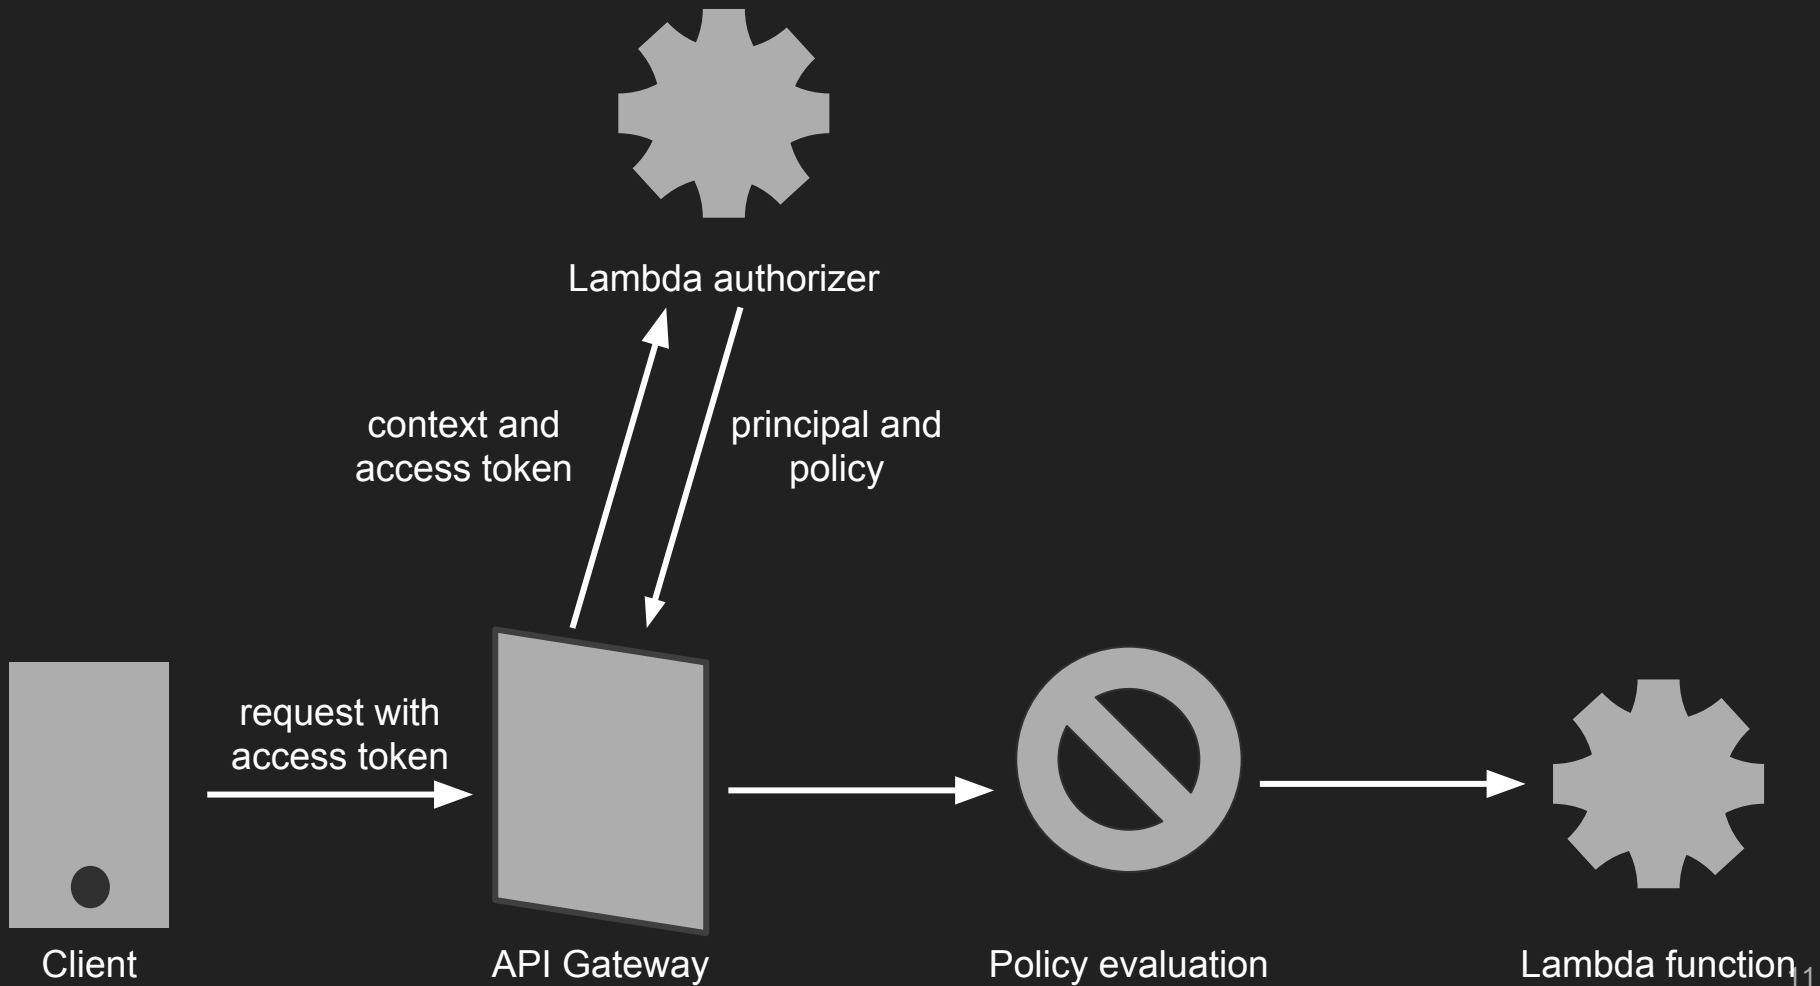 Lambda authorizer
context and
access token
principal and
policy
request with
access token
Client
API Gateway
Policy evaluation
Lambda function
11